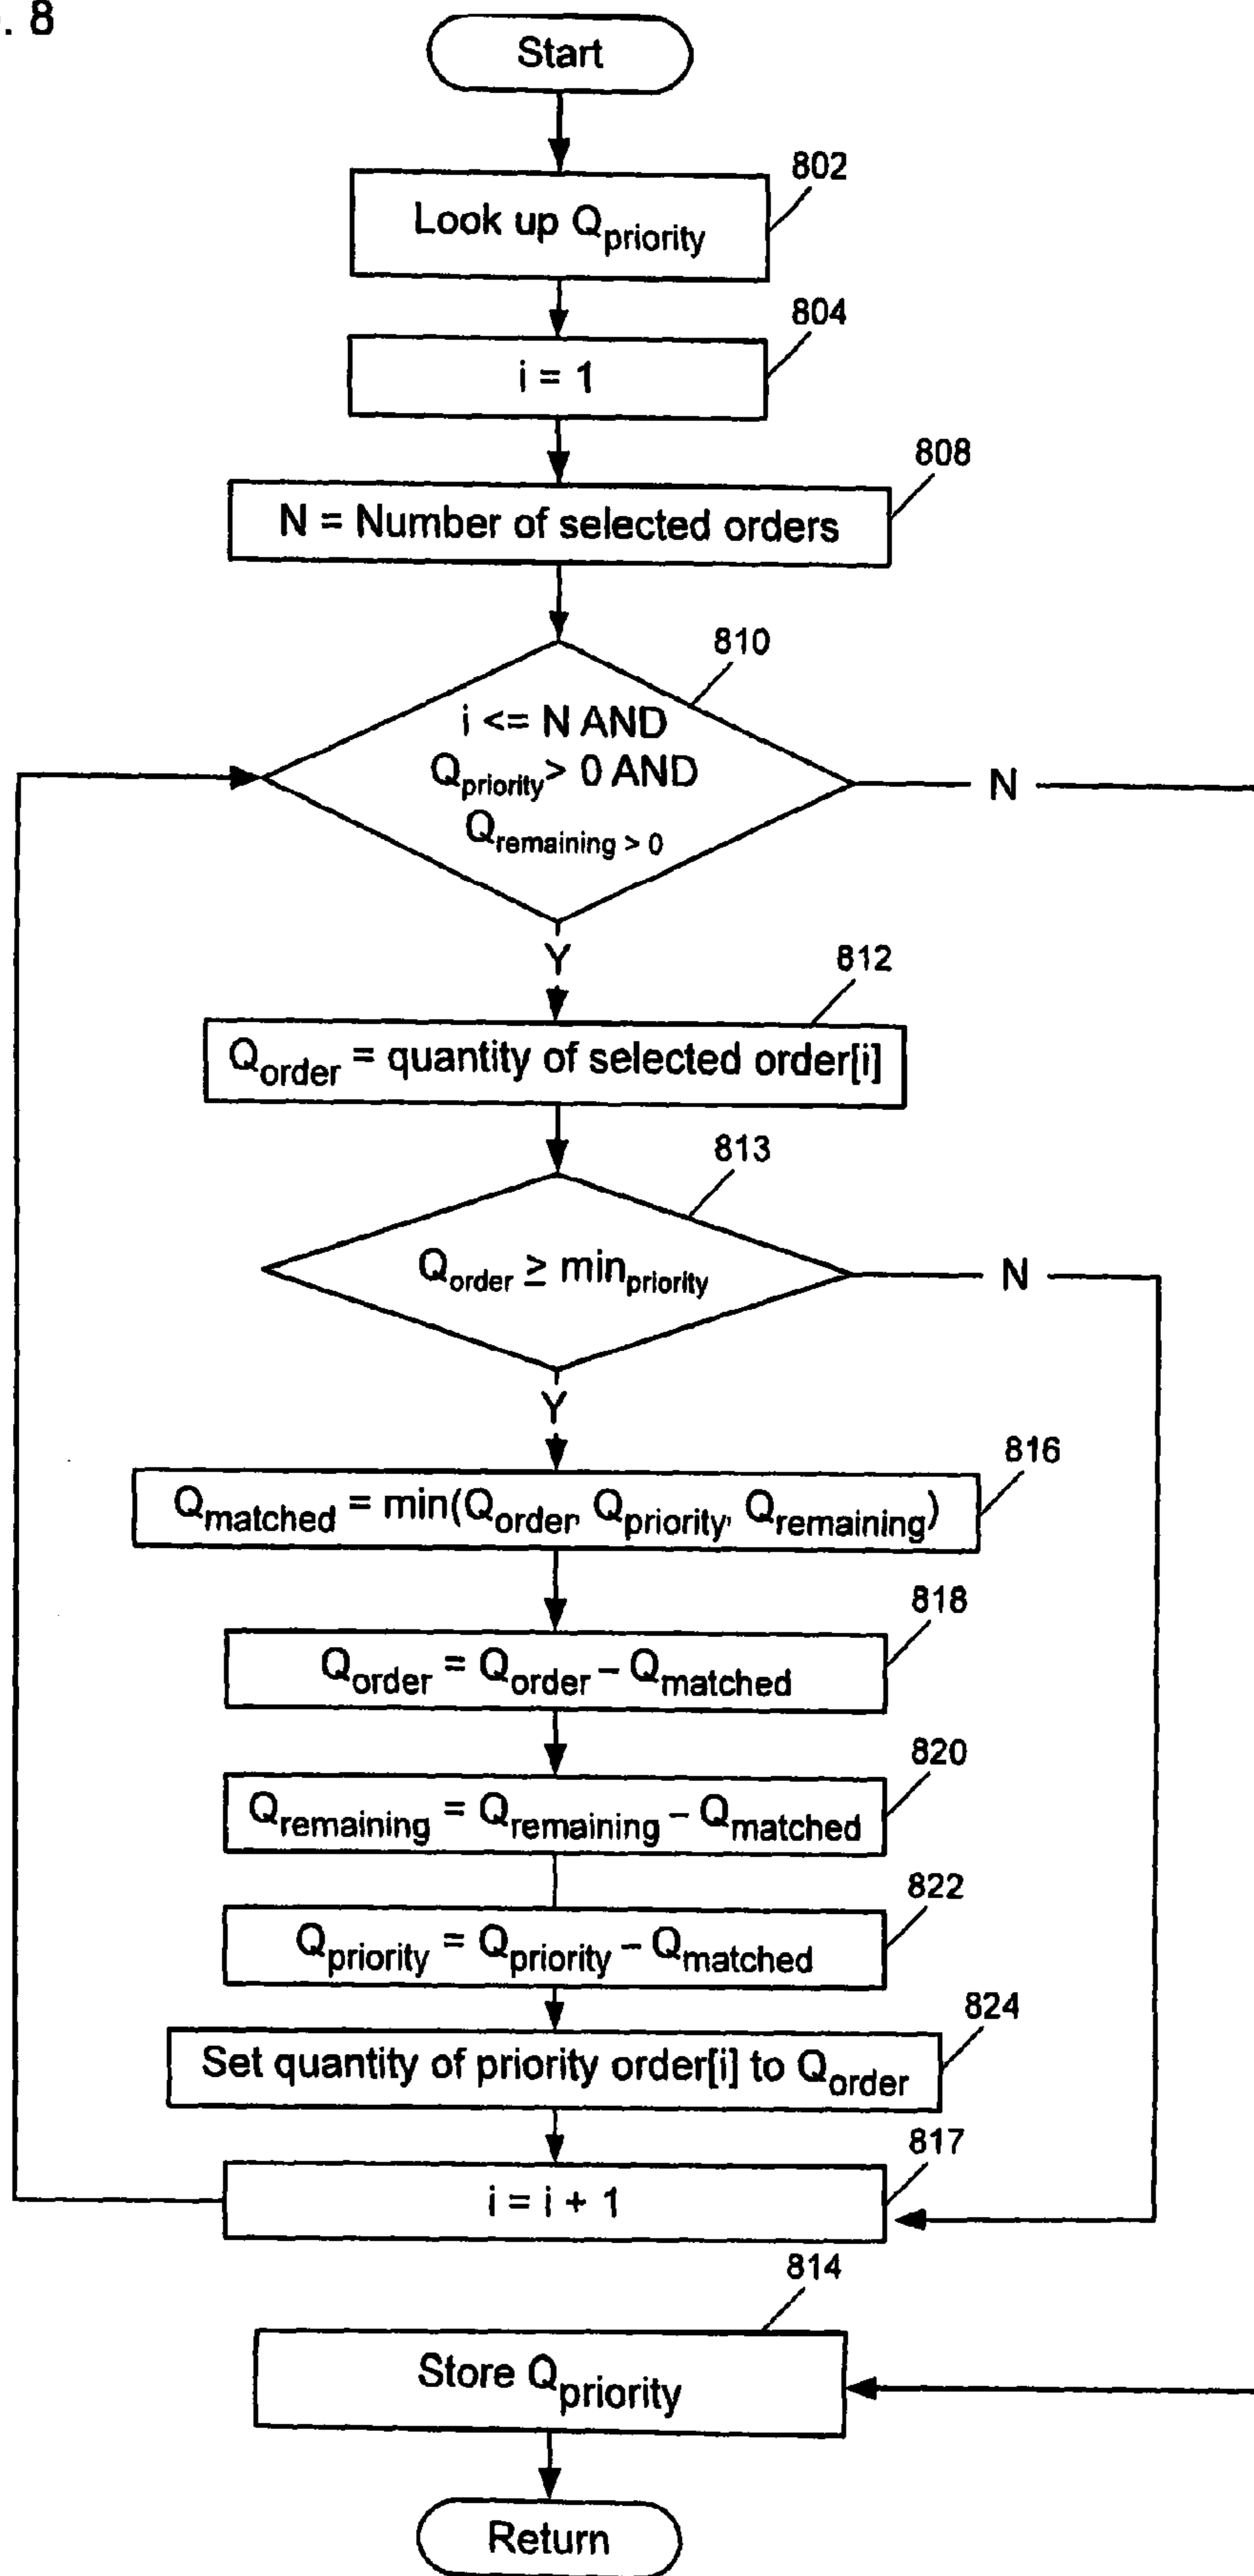 . 8
Start
802
Look up Qpriority
804
i = 1
808
N = Number of selected orders
810
i <= N AND
Qpriority > 0 AND
Qremaining > 0
N
Y
812
Qorder = quantity of selected order[i]
813
Qorder ≥ minpriority
N
Y
816
Qmatched = min(Qorder, Qpriority, Qremaining)
818
Qorder = Qorder – Qmatched
820
Qremaining = Qremaining – Qmatched
822
Qpriority = Qpriority – Qmatched
824
Set quantity of priority order[i] to Qorder
817
i = i + 1
814
Store Qpriority
Return